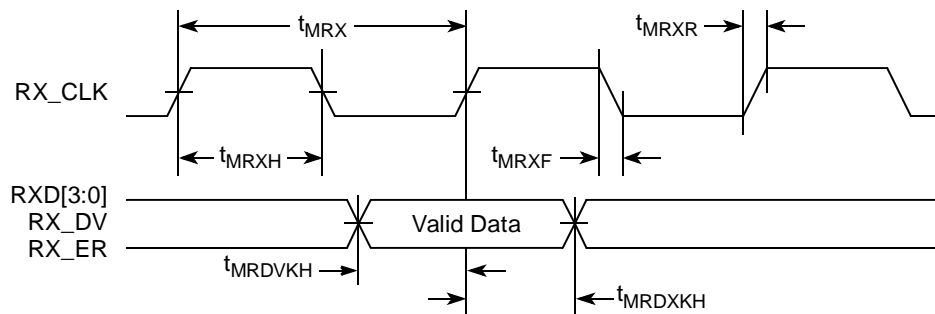 tMRX
tMRXR
RX_CLK
tMRXH
tMRXF
RXD[3:0]
RX_DV
RX_ER
Valid Data
tMRDVKH
tMRDXKH